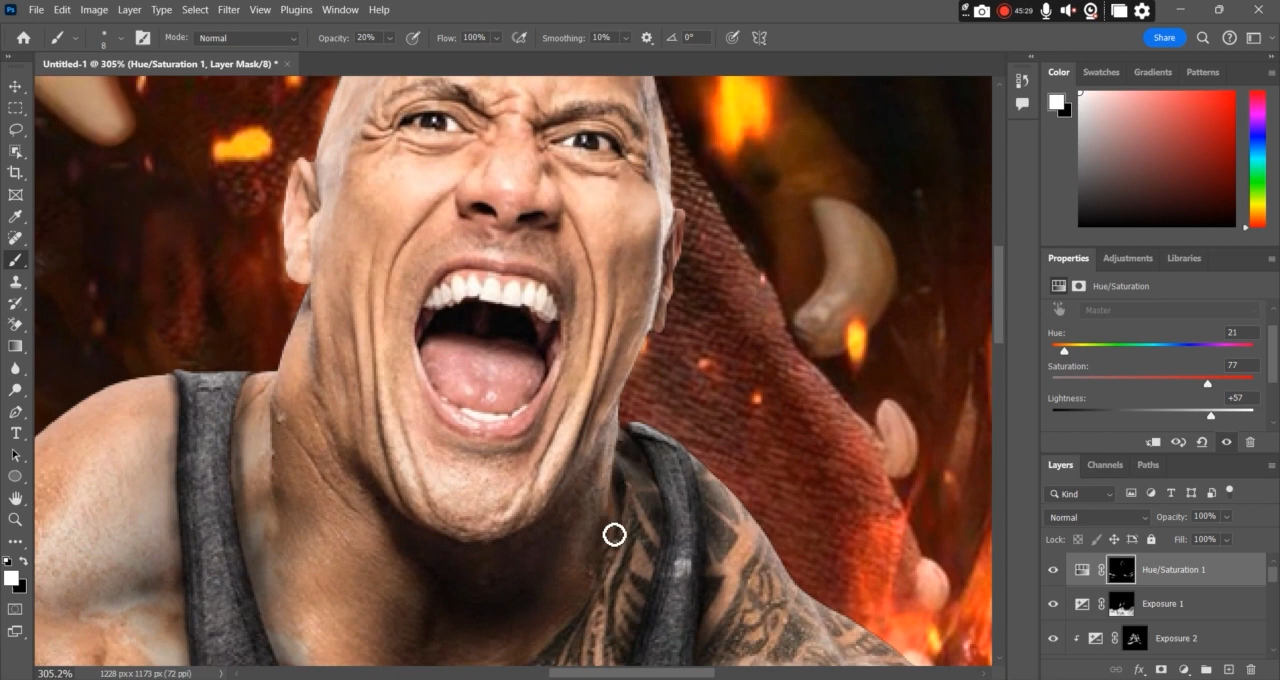 Ps File Edit Image Layer Type Select Filter View Plugins Window Help 45:29
8 Mode: Normal Opacity: 20% Flow: 100% Smoothing: 10% 0° Share
Untitled-1 @ 305% (Hue/Saturation 1, Layer Mask/8) * ×
Color Swatches Gradients Patterns
Properties Adjustments Libraries
Hue/Saturation
Master
Hue: 21
Saturation: 77
Lightness: +57
Layers Channels Paths
Kind
Normal Opacity: 100%
Lock: Fill: 100%
Hue/Saturation 1
Exposure 1
Exposure 2
305.2% 1228 px x 1173 px (72 ppi)